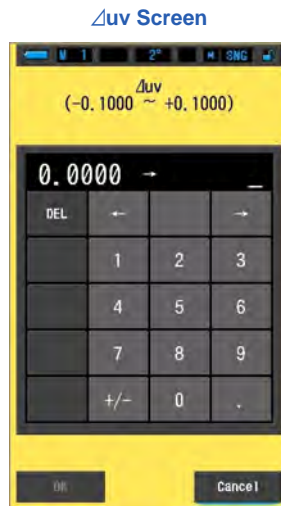 ⊿uv Screen
M 1 2° M SNG
⊿uv
(-0.1000 ~ +0.1000)
0.0000 → _
DEL ← →
1 2 3
4 5 6
7 8 9
+/- 0 .
OK Cancel